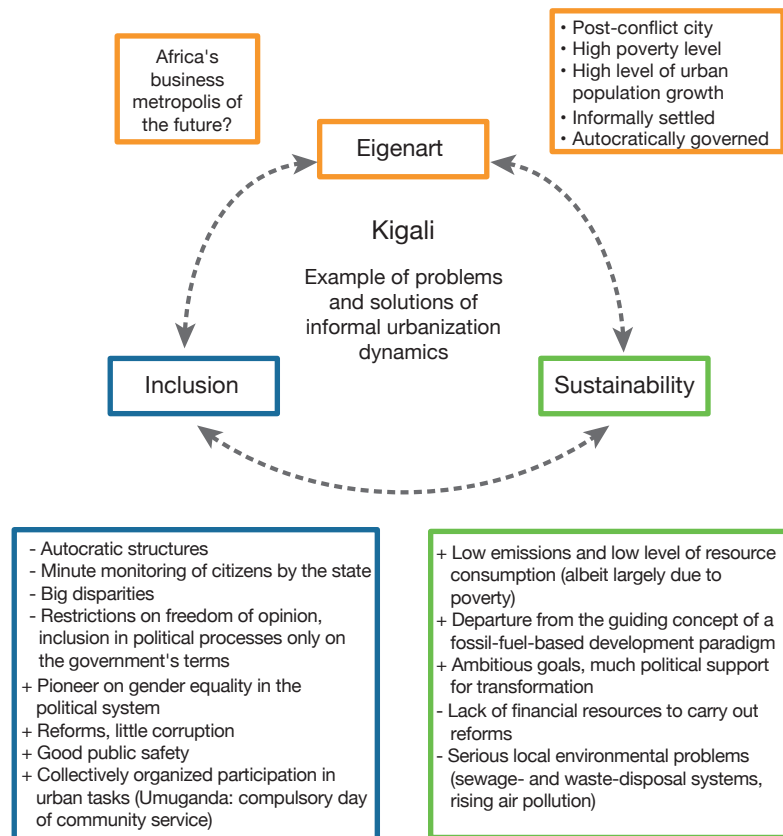 Africa's
business
metropolis of
the future?
• Post-conflict city
• High poverty level
• High level of urban
population growth
• Informally settled
• Autocratically governed
Eigenart
Kigali
Example of problems
and solutions of
informal urbanization
dynamics
Inclusion
Sustainability
- Autocratic structures
- Minute monitoring of citizens by the state
- Big disparities
- Restrictions on freedom of opinion,
inclusion in political processes only on
the government's terms
+ Pioneer on gender equality in the
political system
+ Reforms, little corruption
+ Good public safety
+ Collectively organized participation in
urban tasks (Umuganda: compulsory day
of community service)
+ Low emissions and low level of resource
consumption (albeit largely due to
poverty)
+ Departure from the guiding concept of a
fossil-fuel-based development paradigm
+ Ambitious goals, much political support
for transformation
- Lack of financial resources to carry out
reforms
- Serious local environmental problems
(sewage- and waste-disposal systems,
rising air pollution)